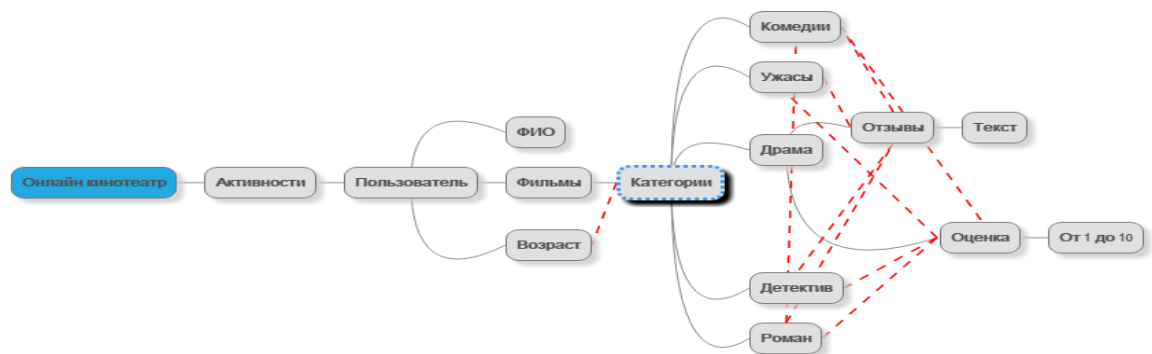 Комедии
Ужасы
ФИО
Отзывы
Текст
Драма
Онлайн кинотеатр
Активности
Пользователь
Фильмы
Категории
Возраст
Оценка
От 1 до 10
Детектив
Роман